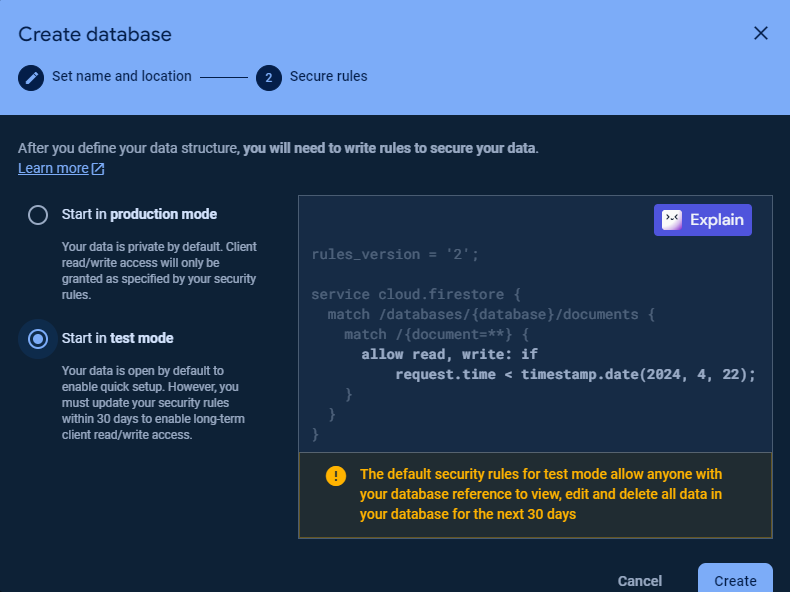 Create database
Set name and location
2 Secure rules
After you define your data structure, you will need to write rules to secure your data.
Learn more
Start in production mode
Your data is private by default. Client
read/write access will only be
granted as specified by your security
rules.
Start in test mode
Your data is open by default to
enable quick setup. However, you
must update your security rules
within 30 days to enable long-term
client read/write access.
Explain
rules_version = '2';
service cloud.firestore {
match /databases/{database}/documents {
match /{document=**} {
allow read, write: if
request.time < timestamp.date(2024, 4, 22);
}
}
}
! The default security rules for test mode allow anyone with
your database reference to view, edit and delete all data in
your database for the next 30 days
Cancel Create